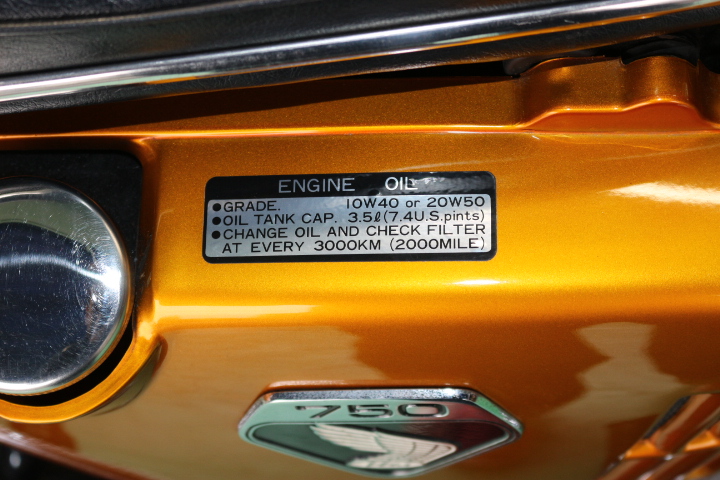 ENGINE OIL
●GRADE. 10W40 or 20W50
●OIL TANK CAP. 3.5ℓ(7.4U.S.pints)
●CHANGE OIL AND CHECK FILTER
AT EVERY 3000KM (2000MILE)
750